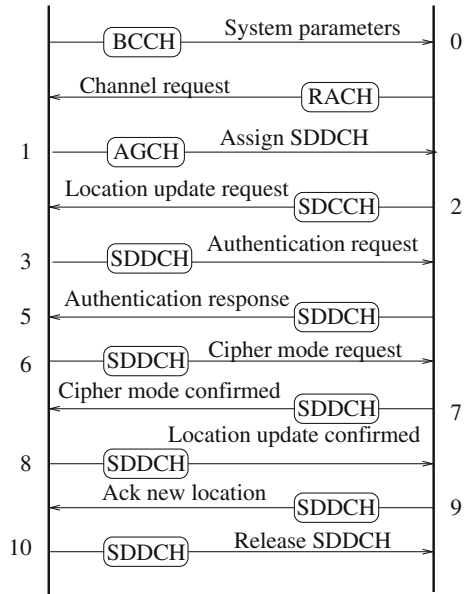 System parameters
BCCH
0
Channel request
RACH
1
AGCH
Assign SDDCH
Location update request
SDCCH
2
3
SDDCH
Authentication request
Authentication response
5
SDDCH
6
SDDCH
Cipher mode request
Cipher mode confirmed
SDDCH
7
Location update confirmed
8
SDDCH
Ack new location
SDDCH
9
10
SDDCH
Release SDDCH